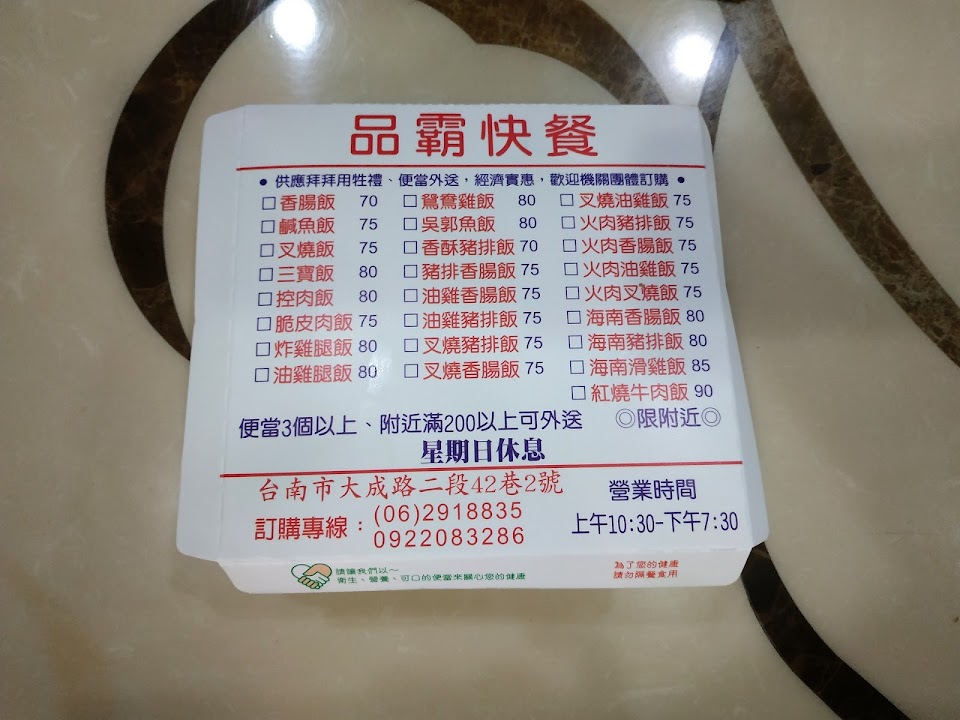 品霸快餐
● 供應拜拜用牲禮、便當外送，經濟實惠，歡迎機關團體訂購 ●
□ 香腸飯 70 □ 鴛鴦雞飯 80 □ 叉燒油雞飯 75
□ 鹹魚飯 75 □ 吳郭魚飯 80 □ 火肉豬排飯 75
□ 叉燒飯 75 □ 香酥豬排飯 70 □ 火肉香腸飯 75
□ 三寶飯 80 □ 豬排香腸飯 75 □ 火肉油雞飯 75
□ 控肉飯 80 □ 油雞香腸飯 75 □ 火肉叉燒飯 75
□ 脆皮肉飯 75 □ 油雞豬排飯 75 □ 海南香腸飯 80
□ 炸雞腿飯 80 □ 叉燒豬排飯 75 □ 海南豬排飯 80
□ 油雞腿飯 80 □ 叉燒香腸飯 75 □ 海南滑雞飯 85
□ 紅燒牛肉飯 90
便當3個以上、附近滿200以上可外送 ◎限附近◎
星期日休息
台南市大成路二段42巷2號
訂購專線：(06)2918835
0922083286
營業時間
上午10:30-下午7:30
請讓我們以～
衛生、營養、可口的便當來關心您的健康
為了您的健康
請勿隔餐食用